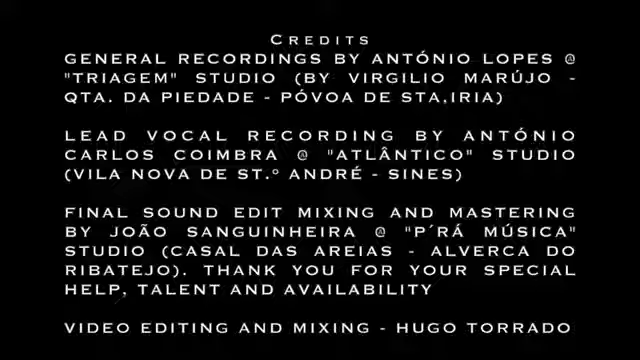 CREDITS
GENERAL RECORDINGS BY ANTÓNIO LOPES @
"TRIAGEM" STUDIO (BY VIRGILIO MARÚJO -
QTA. DA PIEDADE - PÓVOA DE STA,IRIA)
LEAD VOCAL RECORDING BY ANTÓNIO
CARLOS COIMBRA @ "ATLÂNTICO" STUDIO
(VILA NOVA DE ST.º ANDRÉ - SINES)
FINAL SOUND EDIT MIXING AND MASTERING
BY JOÃO SANGUINHEIRA @ "P´RÁ MÚSICA"
STUDIO (CASAL DAS AREIAS - ALVERCA DO
RIBATEJO). THANK YOU FOR YOUR SPECIAL
HELP, TALENT AND AVAILABILITY
VIDEO EDITING AND MIXING - HUGO TORRADO